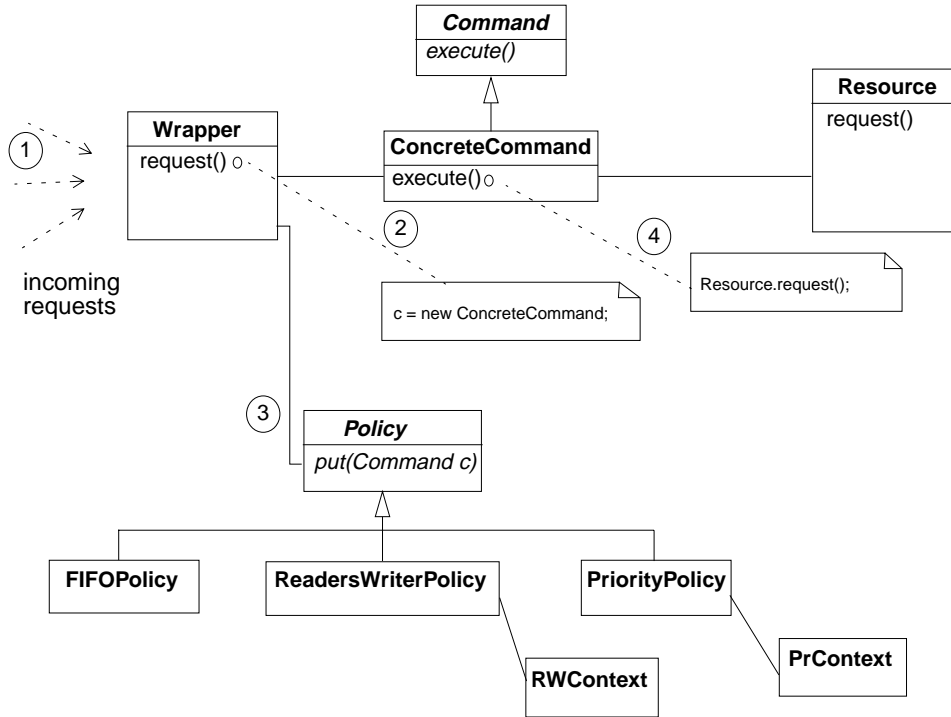 Command
execute()
Resource
request()
Wrapper
request()
ConcreteCommand
execute()
1
2
4
incoming
requests
c = new ConcreteCommand;
Resource.request();
3
Policy
put(Command c)
FIFOPolicy
ReadersWriterPolicy
PriorityPolicy
RWContext
PrContext